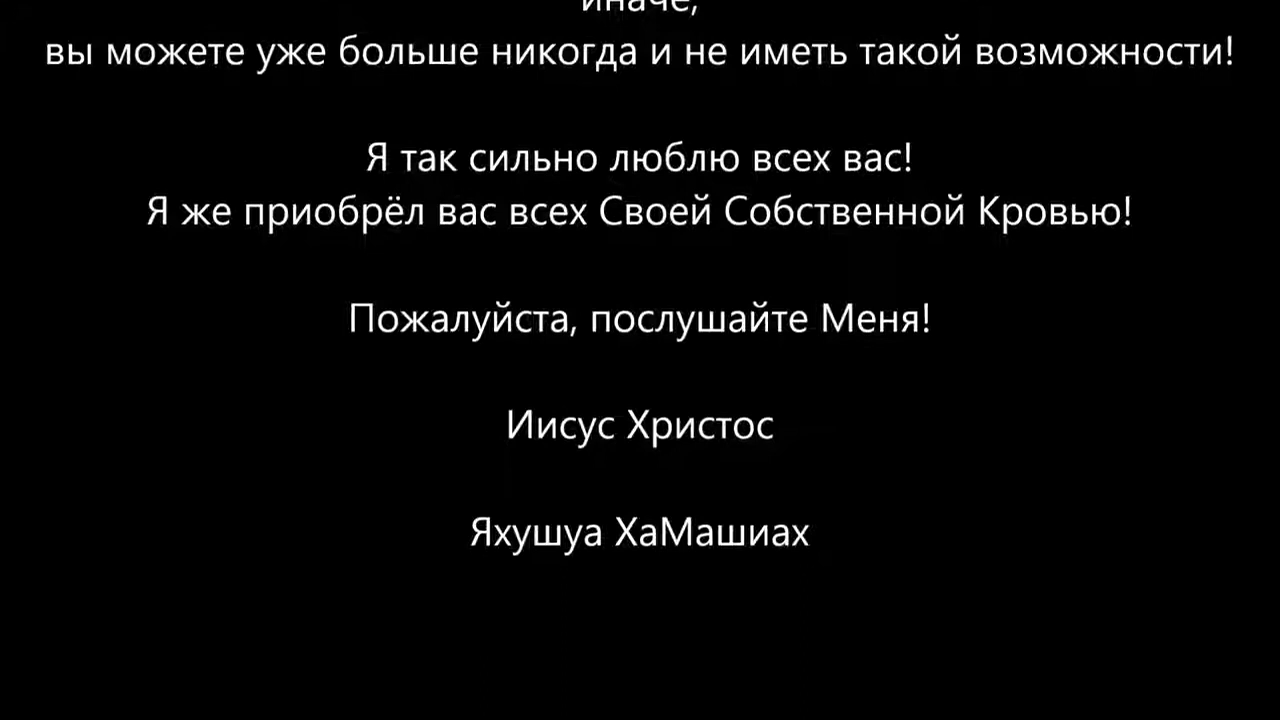 иначе,
вы можете уже больше никогда и не иметь такой возможности!
Я так сильно люблю всех вас!
Я же приобрёл вас всех Своей Собственной Кровью!
Пожалуйста, послушайте Меня!
Иисус Христос
Яхушуа ХаМашиах